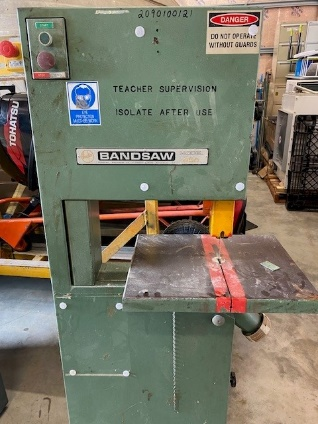 2090100121
DANGER
DO NOT OPERATE
WITHOUT GUARDS
TEACHER SUPERVISION
ISOLATE AFTER USE
BANDSAW
TOHATSU